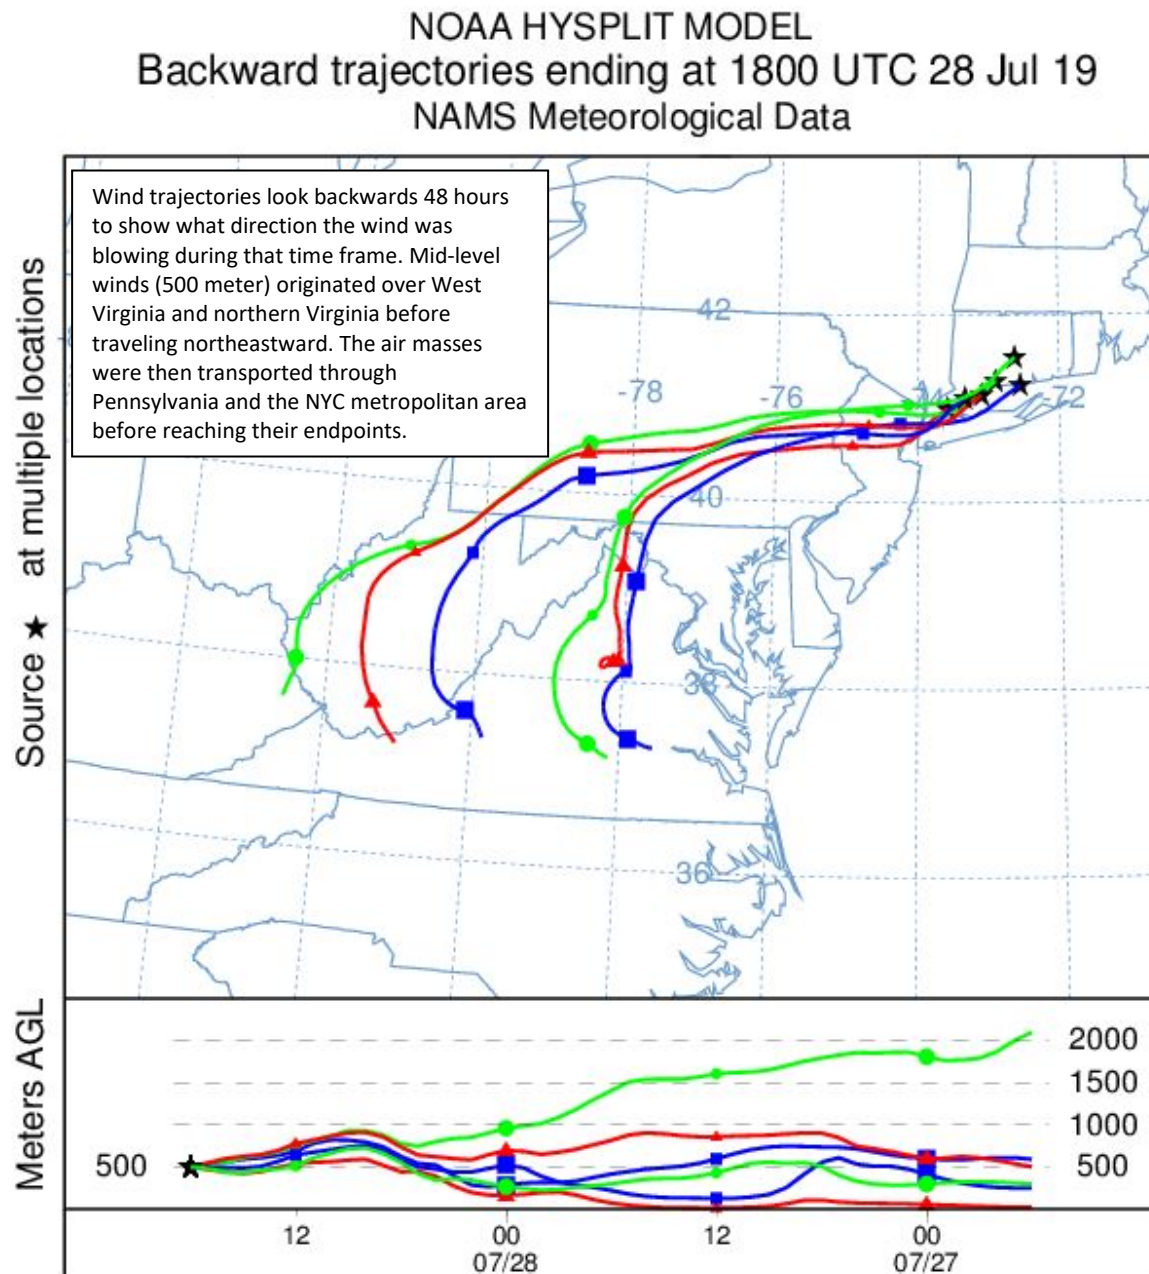 NOAA HYSPLIT MODEL
Backward trajectories ending at 1800 UTC 28 Jul 19
NAMS Meteorological Data
Source ★ at multiple locations
Wind trajectories look backwards 48 hours
to show what direction the wind was
blowing during that time frame. Mid-level
winds (500 meter) originated over West
Virginia and northern Virginia before
traveling northeastward. The air masses
were then transported through
Pennsylvania and the NYC metropolitan area
before reaching their endpoints.
42
-78
-76
-74
-72
40
38
36
Meters AGL
2000
1500
1000
500
500
12
00
12
00
07/28
07/27